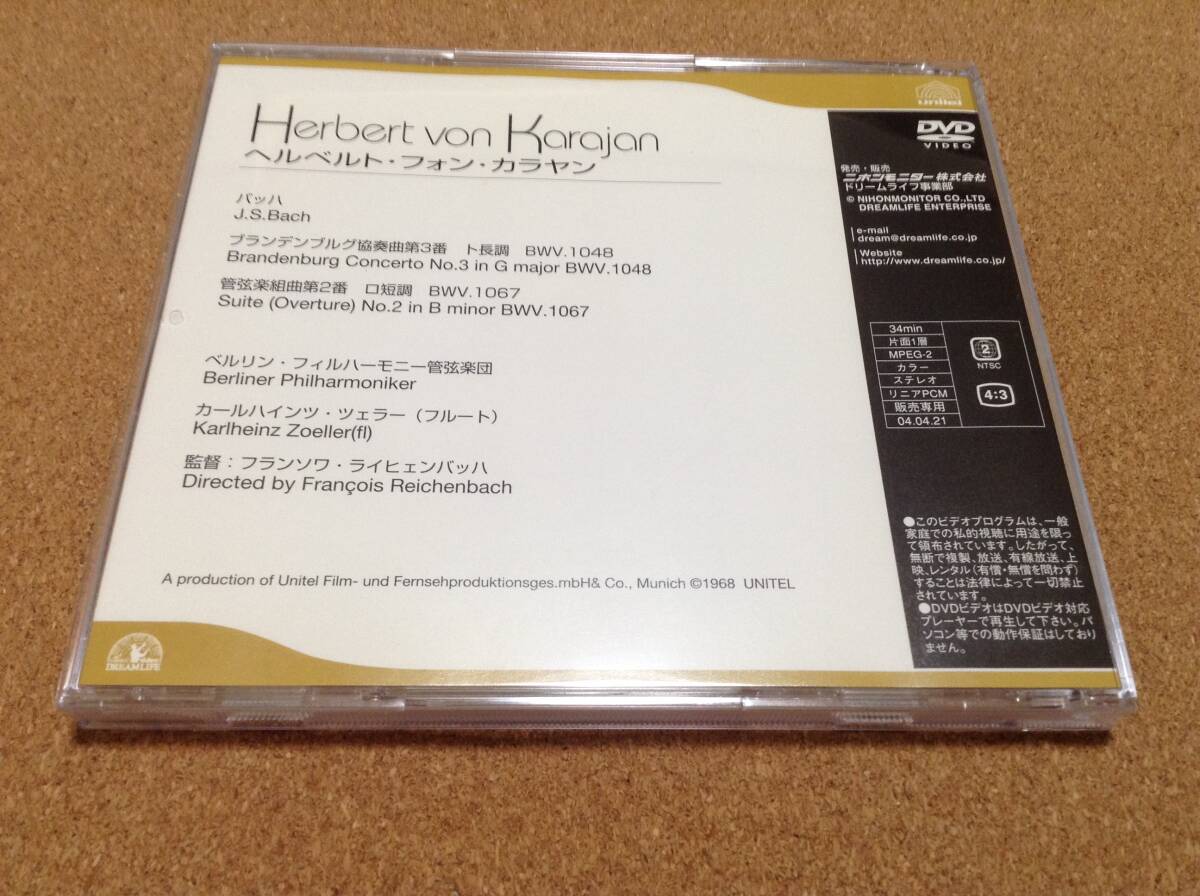 Herbert von Karajan
ヘルベルト・フォン・カラヤン
バッハ
J.S.Bach
ブランデンブルグ協奏曲第3番 ト長調 BWV.1048
Brandenburg Concerto No.3 in G major BWV.1048
管弦楽組曲第2番 ロ短調 BWV.1067
Suite (Overture) No.2 in B minor BWV.1067
ベルリン・フィルハーモニー管弦楽団
Berliner Philharmoniker
カールハインツ・ツェラー（フルート）
Karlheinz Zoeller(fl)
監督：フランソワ・ライヒェンバッハ
Directed by François Reichenbach
A production of Unitel Film- und Fernsehproduktionsges.mbH& Co., Munich ©1968 UNITEL
DREAMLIFE
unitel
DVD
VIDEO
発売・販売
ニホンモニター株式会社
ドリームライフ事業部
© NIHONMONITOR CO.,LTD
DREAMLIFE ENTERPRISE
e-mail
dream@dreamlife.co.jp
Website
http://www.dreamlife.co.jp/
34min
片面1層
MPEG-2
カラー
ステレオ
リニアPCM
販売専用
04.04.21
2
NTSC
4:3
●このビデオプログラムは、一般
家庭での私的視聴に用途を限っ
て頒布されています。したがって、
無断で複製、放送、有線放送、上
映、レンタル(有償・無償を問わず)
することは法律によって一切禁止
されています。
●DVDビデオはDVDビデオ対応
プレーヤーで再生して下さい。パ
ソコン等での動作保証はしており
ません。